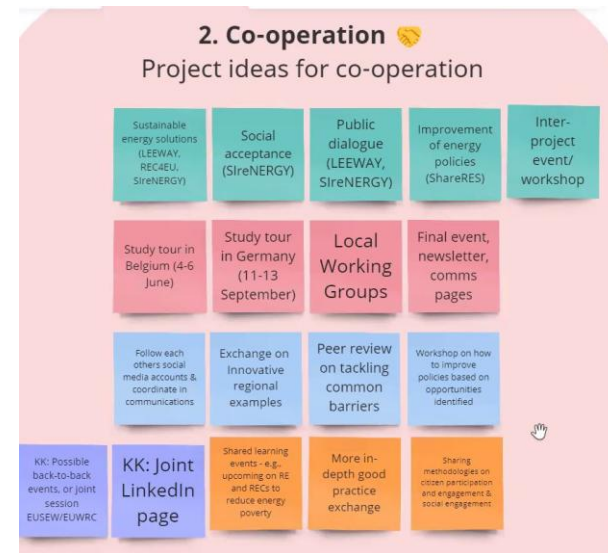 2. Co-operation 🤝
Project ideas for co-operation
Sustainable
energy solutions
(LEEWAY,
REC4EU,
SIreNERGY)
Social
acceptance
(SIreNERGY)
Public
dialogue
(LEEWAY,
SIreNERGY)
Improvement
of energy
policies
(ShareRES)
Inter-
project
event/
workshop
Study tour in
Belgium (4-6
June)
Study tour
in Germany
(11-13
September)
Local
Working
Groups
Final event,
newsletter,
comms
pages
Follow each
others social
media accounts &
coordinate in
communications
Exchange on
Innovative
regional
examples
Peer review
on tackling
common
barriers
Workshop on how
to improve
policies based on
opportunities
identified
KK: Possible
back-to-back
events, or joint
session
EUSEW/EUWRC
KK: Joint
LinkedIn
page
Shared learning
events - e.g.,
upcoming on RE
and RECs to
reduce energy
poverty
More in-
depth good
practice
exchange
Sharing
methodologies on
citizen participation
and engagement &
social engagement